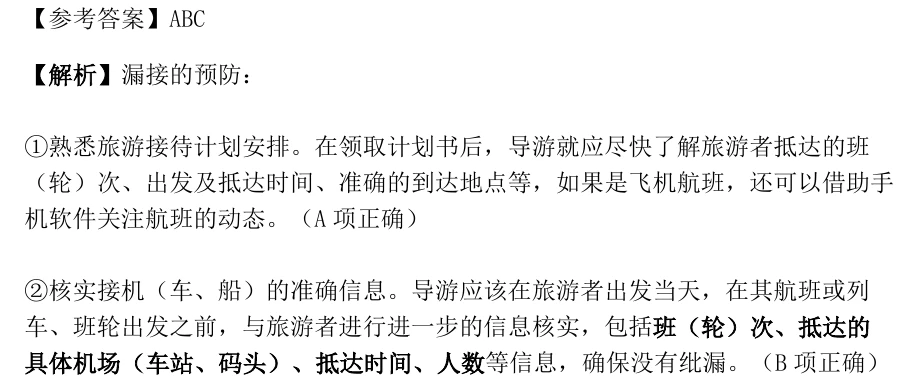 【参考答案】ABC
【解析】漏接的预防：
①熟悉旅游接待计划安排。在领取计划书后，导游就应尽快了解旅游者抵达的班
（轮）次、出发及抵达时间、准确的到达地点等，如果是飞机航班，还可以借助手
机软件关注航班的动态。（A 项正确）
②核实接机（车、船）的准确信息。导游应该在旅游者出发当天，在其航班或列
车、班轮出发之前，与旅游者进行进一步的信息核实，包括班（轮）次、抵达的
具体机场（车站、码头）、抵达时间、人数等信息，确保没有纰漏。（B 项正确）